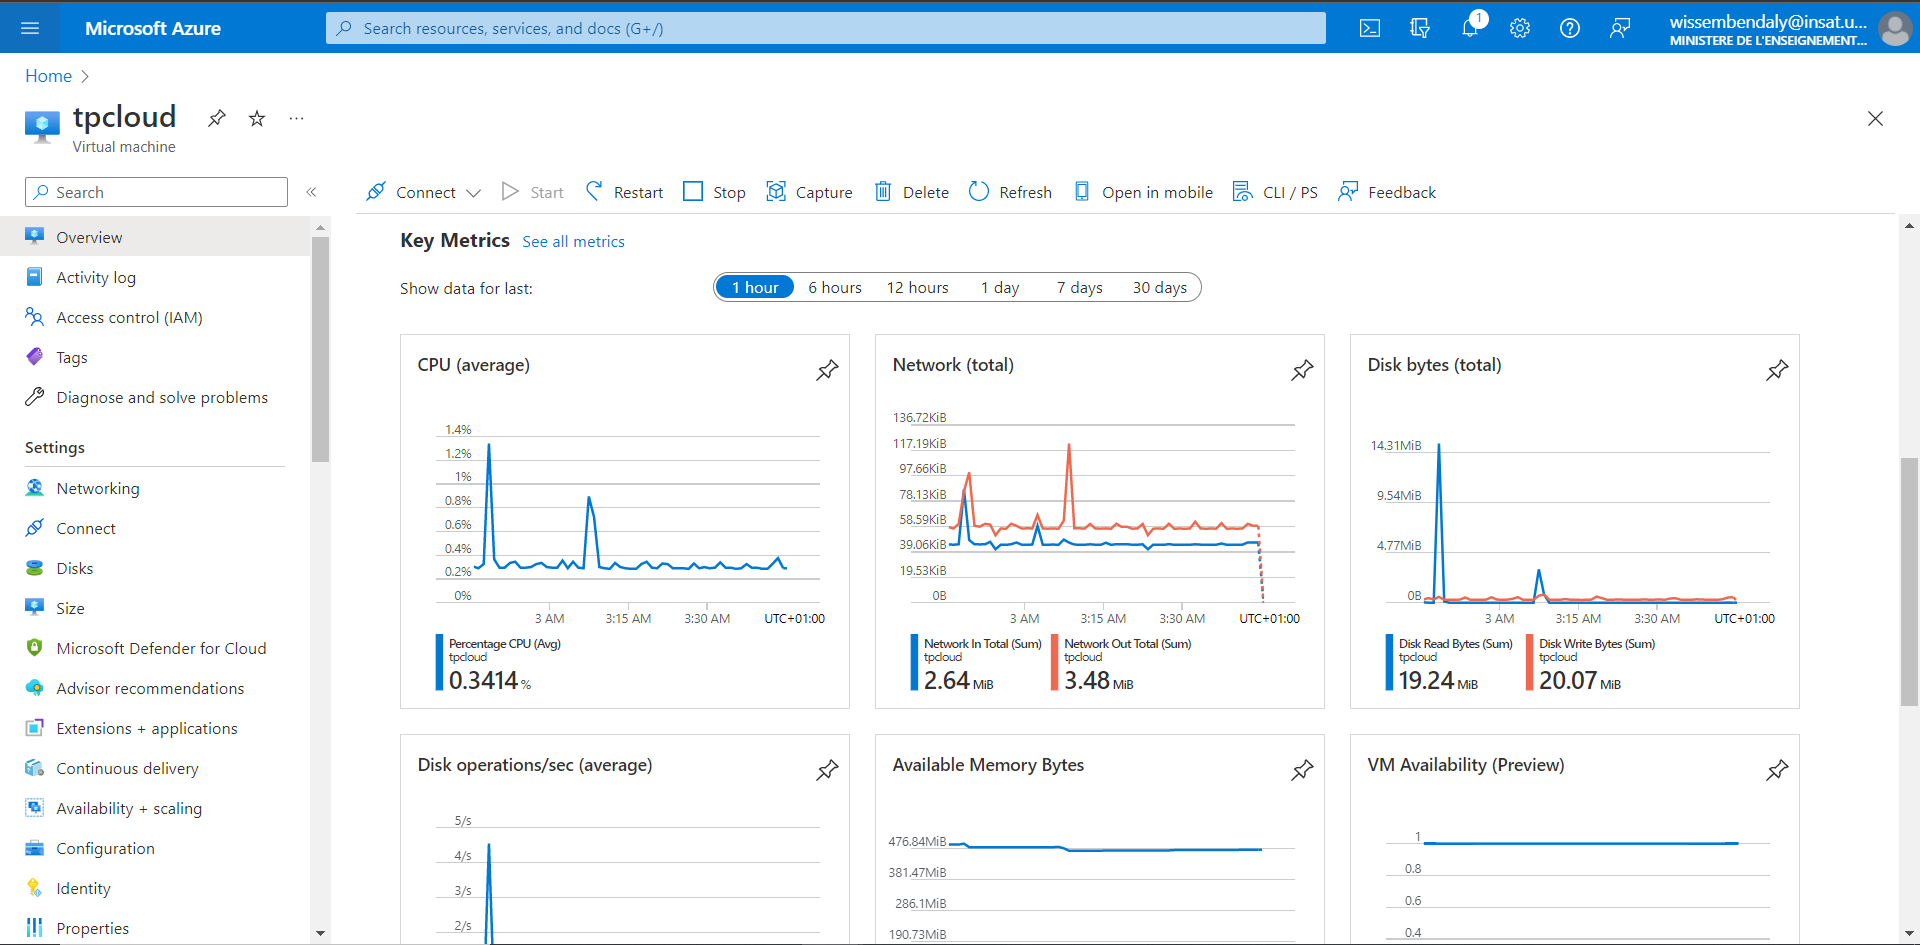 Microsoft Azure
Search resources, services, and docs (G+/)
1
wissembendaly@insat.u...
MINISTERE DE L'ENSEIGNEMENT...
Home
tpcloud
Virtual machine
Search
Connect
Start
Restart
Stop
Capture
Delete
Refresh
Open in mobile
CLI / PS
Feedback
Overview
Activity log
Access control (IAM)
Tags
Diagnose and solve problems
Settings
Networking
Connect
Disks
Size
Microsoft Defender for Cloud
Advisor recommendations
Extensions + applications
Continuous delivery
Availability + scaling
Configuration
Identity
Properties
Key Metrics
See all metrics
Show data for last:
1 hour
6 hours
12 hours
1 day
7 days
30 days
CPU (average)
1.4%
1.2%
1%
0.8%
0.6%
0.4%
0.2%
0%
3 AM
3:15 AM
3:30 AM
UTC+01:00
Percentage CPU (Avg)
tpcloud
0.3414 %
Network (total)
136.72KiB
117.19KiB
97.66KiB
78.13KiB
58.59KiB
39.06KiB
19.53KiB
0B
3 AM
3:15 AM
3:30 AM
UTC+01:00
Network In Total (Sum)
tpcloud
2.64 MiB
Network Out Total (Sum)
tpcloud
3.48 MiB
Disk bytes (total)
14.31MiB
9.54MiB
4.77MiB
0B
3 AM
3:15 AM
3:30 AM
UTC+01:00
Disk Read Bytes (Sum)
tpcloud
19.24 MiB
Disk Write Bytes (Sum)
tpcloud
20.07 MiB
Disk operations/sec (average)
5/s
4/s
3/s
2/s
Available Memory Bytes
476.84MiB
381.47MiB
286.1MiB
190.73MiB
VM Availability (Preview)
1
0.8
0.6
0.4